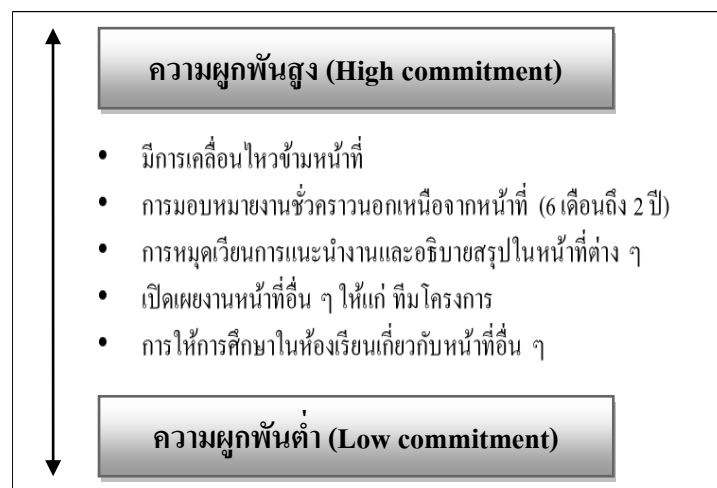 ความผูกพันสูง (High commitment)
• มีการเคลื่อนไหวข้ามหน้าที่
• การมอบหมายงานชั่วคราวนอกเหนือจากหน้าที่ (6 เดือนถึง 2 ปี)
• การหมุดเวียนการแนะนำงานและอธิบายสรุปในหน้าที่ต่าง ๆ
• เปิดเผยงานหน้าที่อื่น ๆ ให้แก่ ทีมโครงการ
• การให้การศึกษาในห้องเรียนเกี่ยวกับหน้าที่อื่น ๆ
ความผูกพันต่ำ (Low commitment)